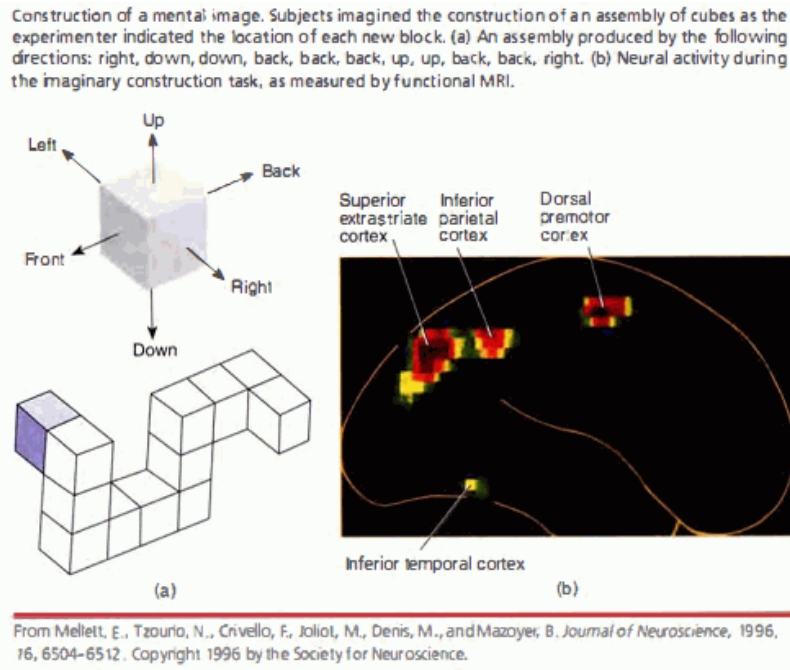 Construction of a mental image. Subjects imagined the construction of an assembly of cubes as the
experimenter indicated the location of each new block. (a) An assembly produced by the following
directions: right, down, down, back, back, back, up, up, back, back, right. (b) Neural activity during
the imaginary construction task, as measured by functional MRI.
Up
Left
Back
Front
Right
Down
Superior
extrastriate
cortex
Inferior
parietal
cortex
Dorsal
premotor
cortex
Inferior temporal cortex
(a)
(b)
From Mellett, E., Tzourio, N., Crivello, F., Joliot, M., Denis, M., and Mazoyer, B. Journal of Neuroscience, 1996,
16, 6504–6512. Copyright 1996 by the Society for Neuroscience.